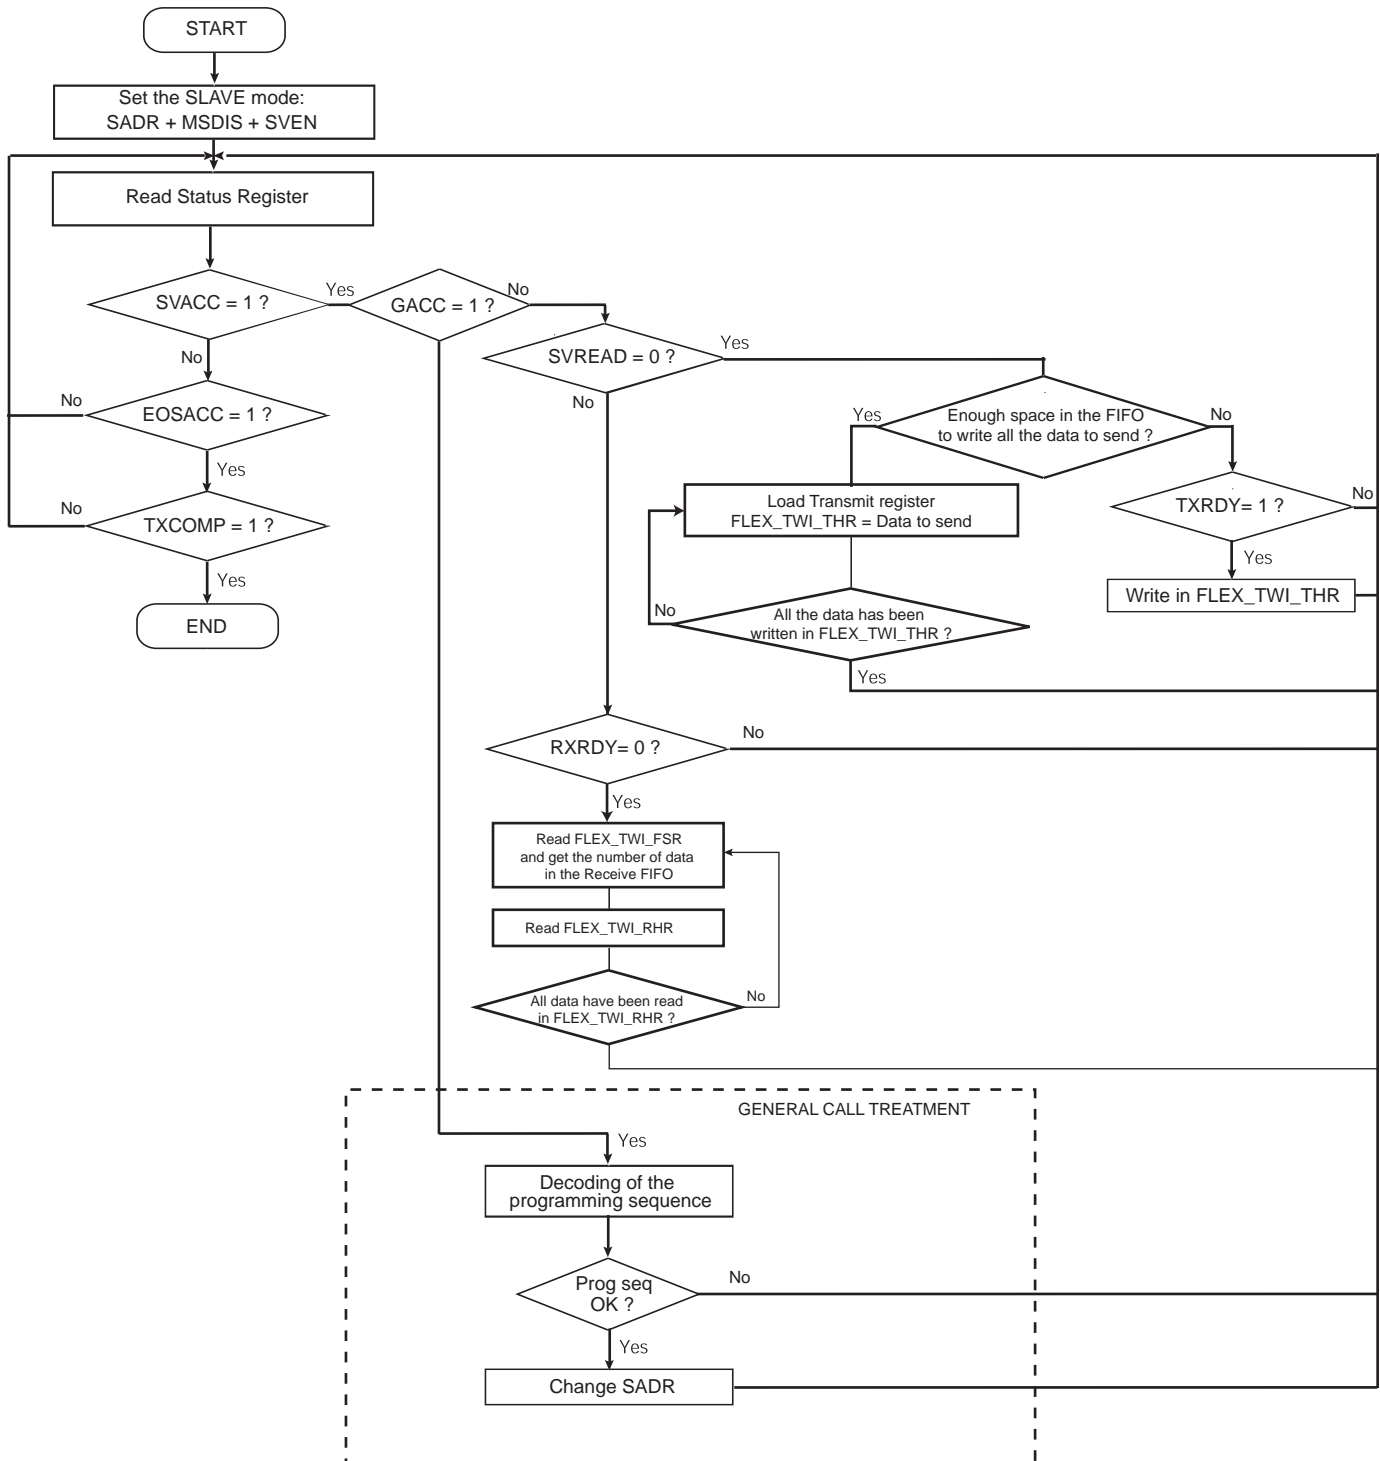 START
Set the SLAVE mode:
SADR + MSDIS + SVEN
Read Status Register
SVACC = 1 ?
Yes
GACC = 1 ?
No
SVREAD = 0 ?
Yes
No
No
EOSACC = 1 ?
No
Yes
Enough space in the FIFO
to write all the data to send ?
Yes
No
Load Transmit register
FLEX_TWI_THR = Data to send
TXRDY= 1 ?
No
No
TXCOMP = 1 ?
Yes
Yes
Write in FLEX_TWI_THR
END
No
All the data has been
written in FLEX_TWI_THR ?
Yes
RXRDY= 0 ?
No
Yes
Read FLEX_TWI_FSR
and get the number of data
in the Receive FIFO
Read FLEX_TWI_RHR
All data have been read
in FLEX_TWI_RHR ?
No
GENERAL CALL TREATMENT
Yes
Decoding of the
programming sequence
Prog seq
OK ?
No
Yes
Change SADR